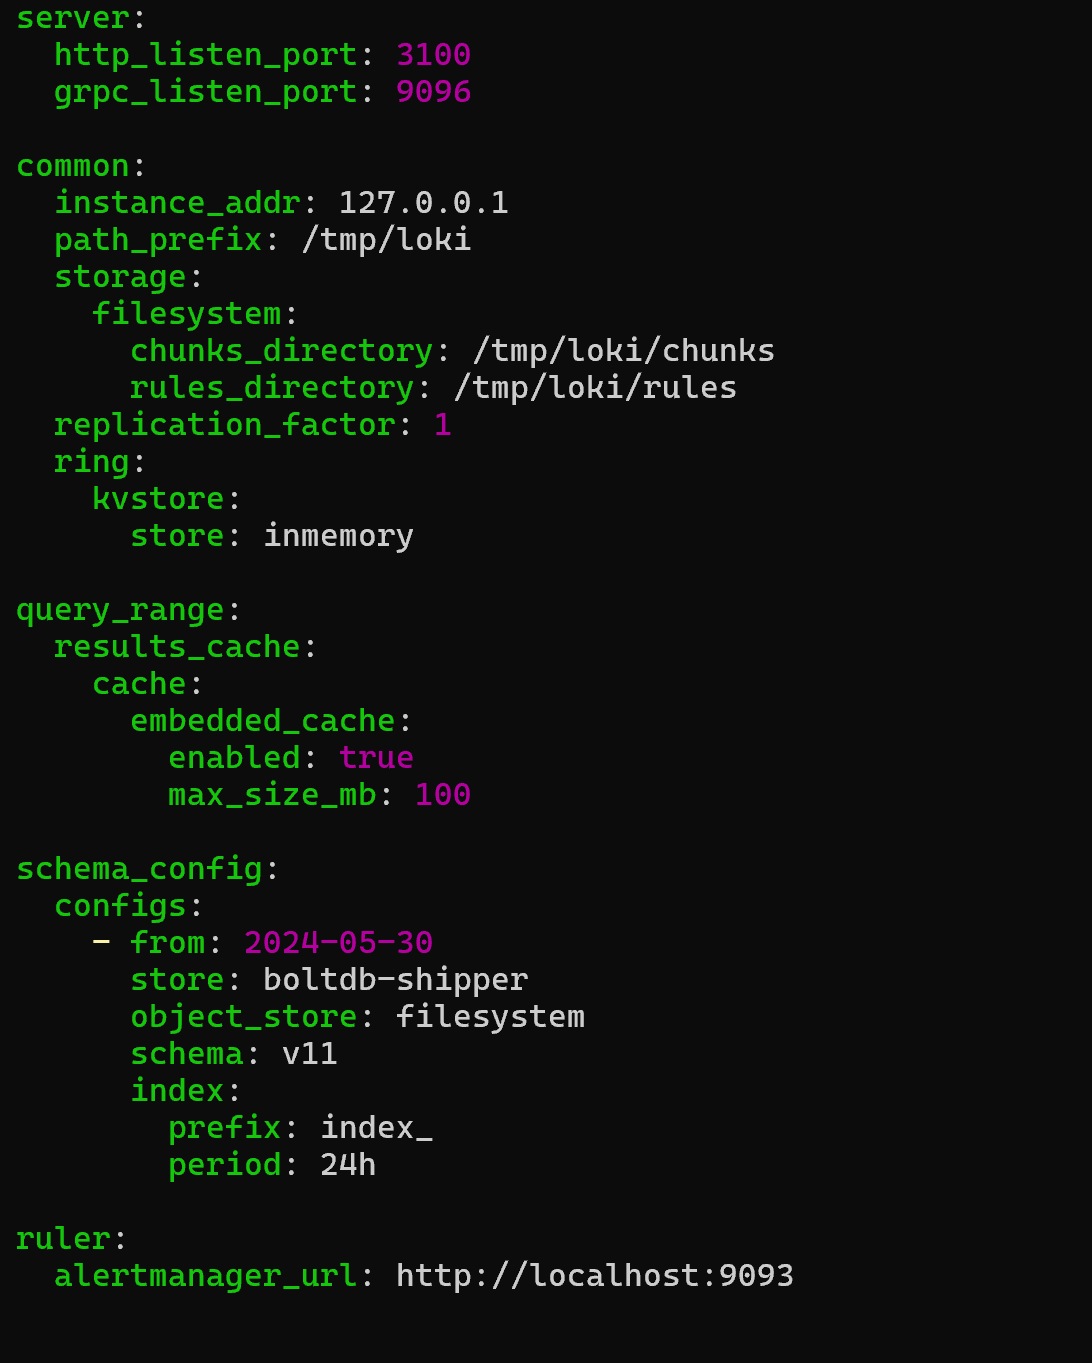 server:
  http_listen_port: 3100
  grpc_listen_port: 9096

common:
  instance_addr: 127.0.0.1
  path_prefix: /tmp/loki
  storage:
    filesystem:
      chunks_directory: /tmp/loki/chunks
      rules_directory: /tmp/loki/rules
  replication_factor: 1
  ring:
    kvstore:
      store: inmemory

query_range:
  results_cache:
    cache:
      embedded_cache:
        enabled: true
        max_size_mb: 100

schema_config:
  configs:
    - from: 2024-05-30
      store: boltdb-shipper
      object_store: filesystem
      schema: v11
      index:
        prefix: index_
        period: 24h

ruler:
  alertmanager_url: http://localhost:9093